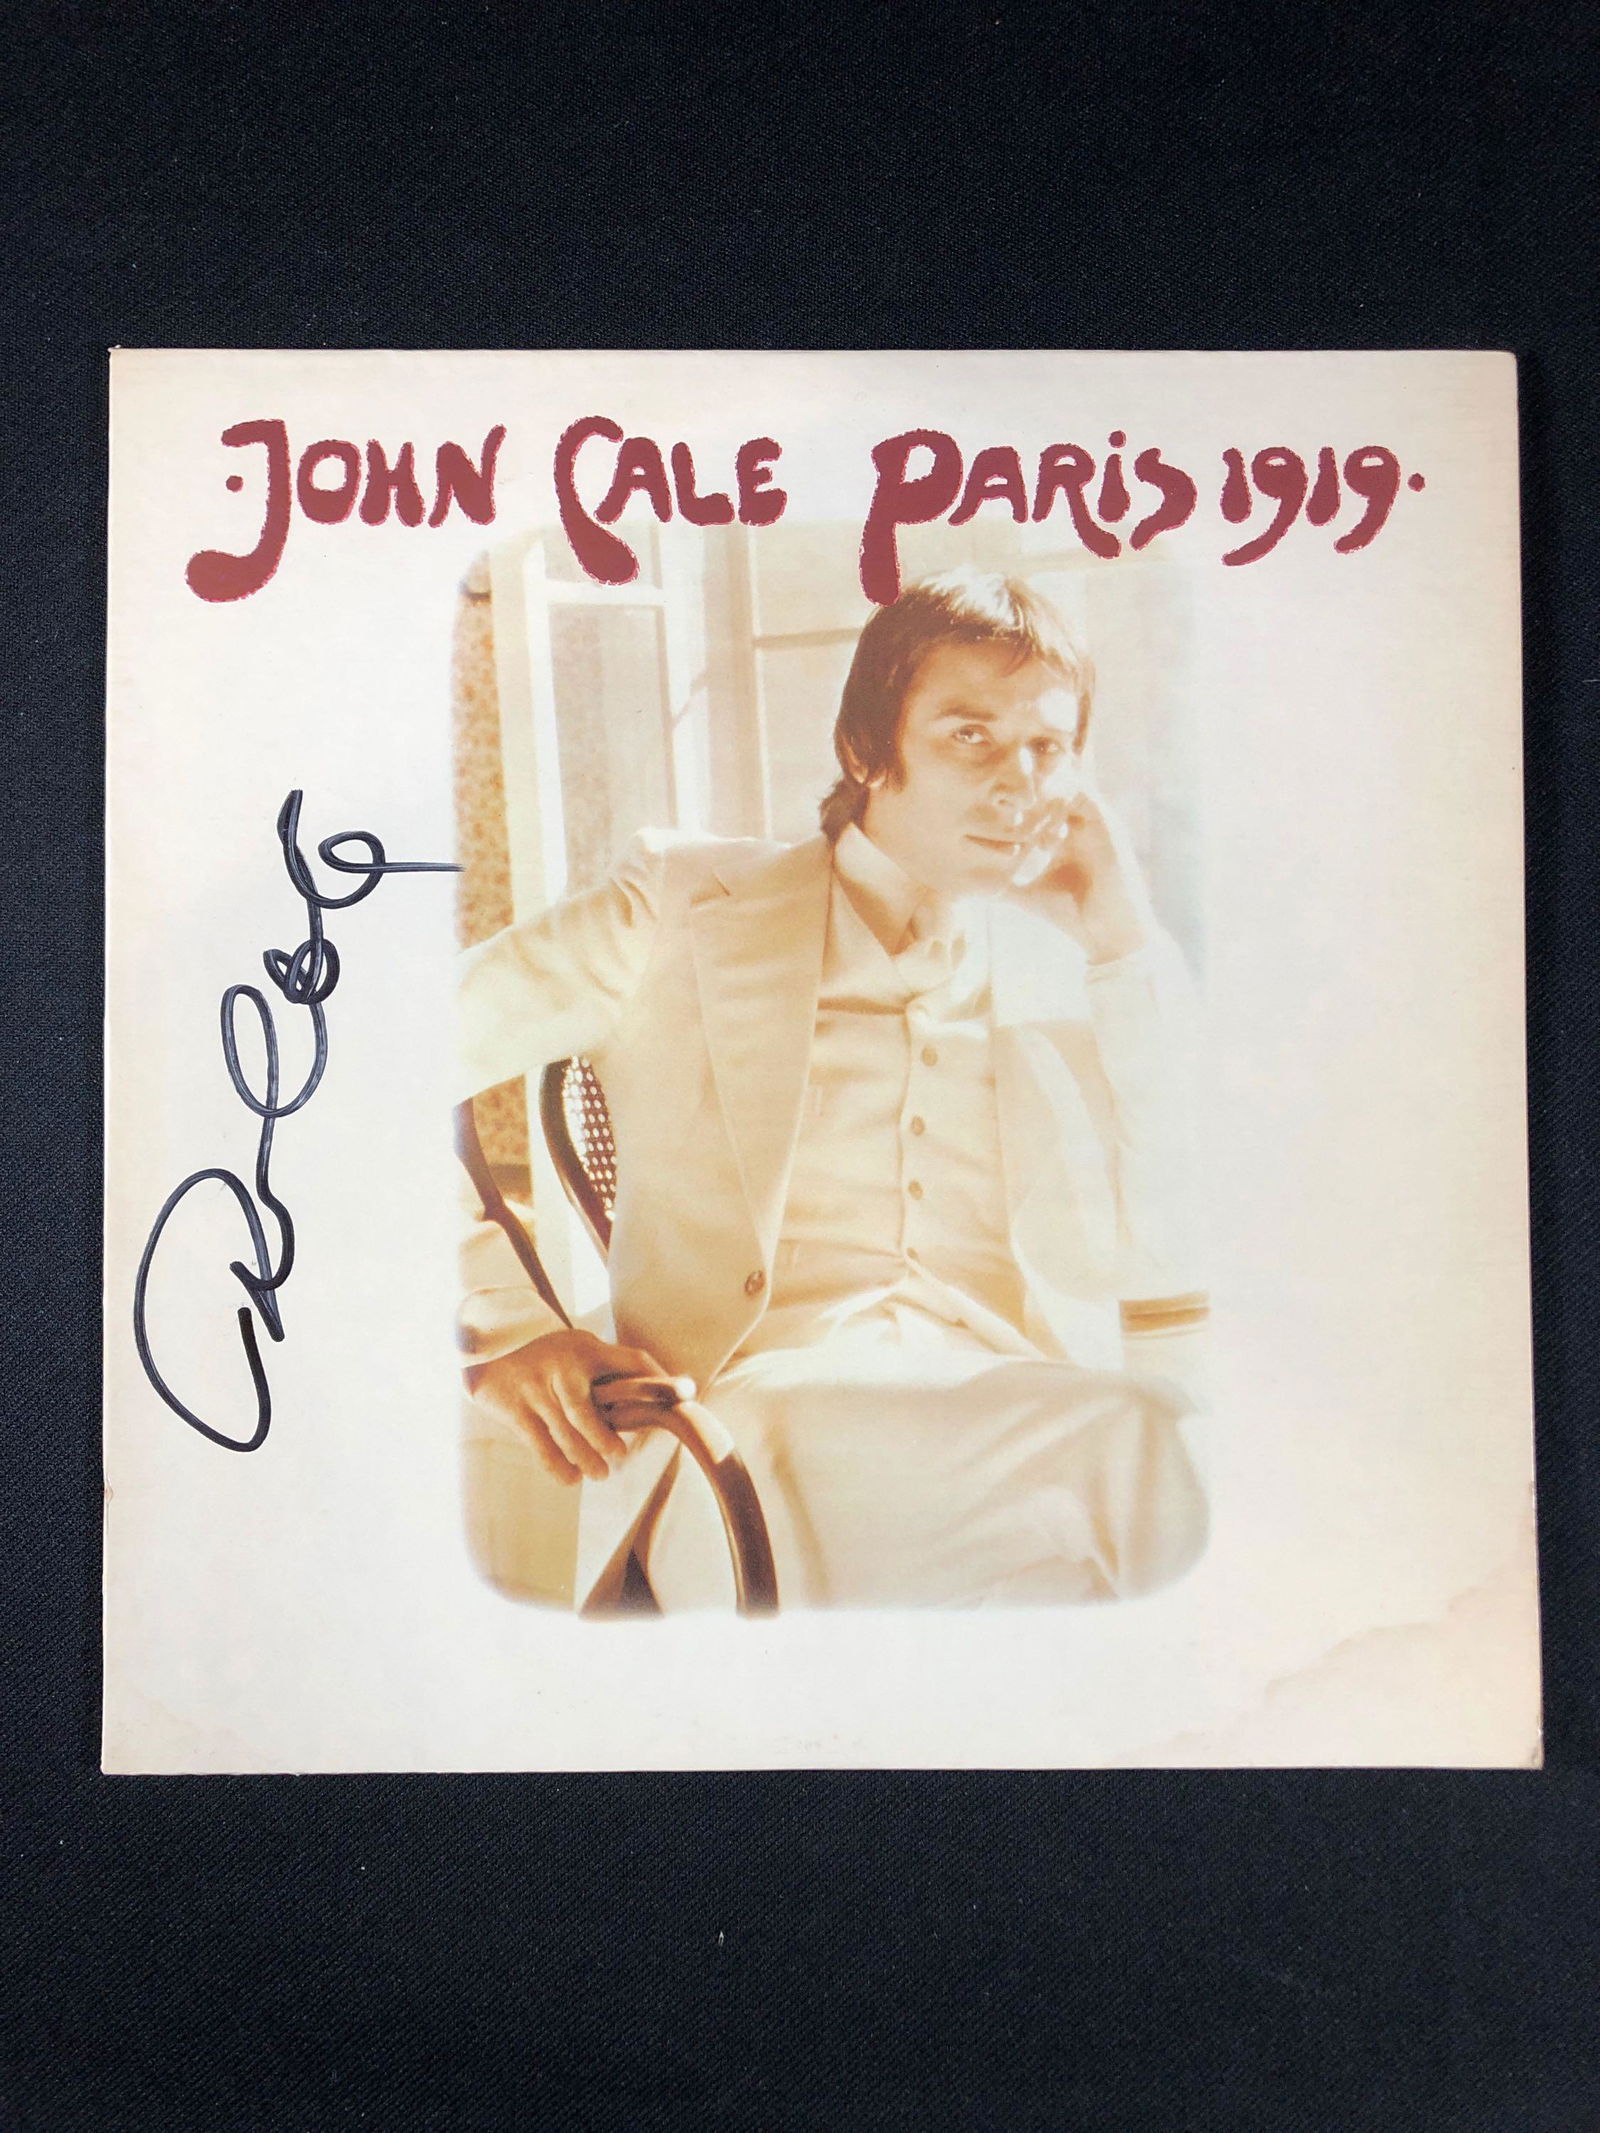 ·JOHN CALE PARIS 1919·